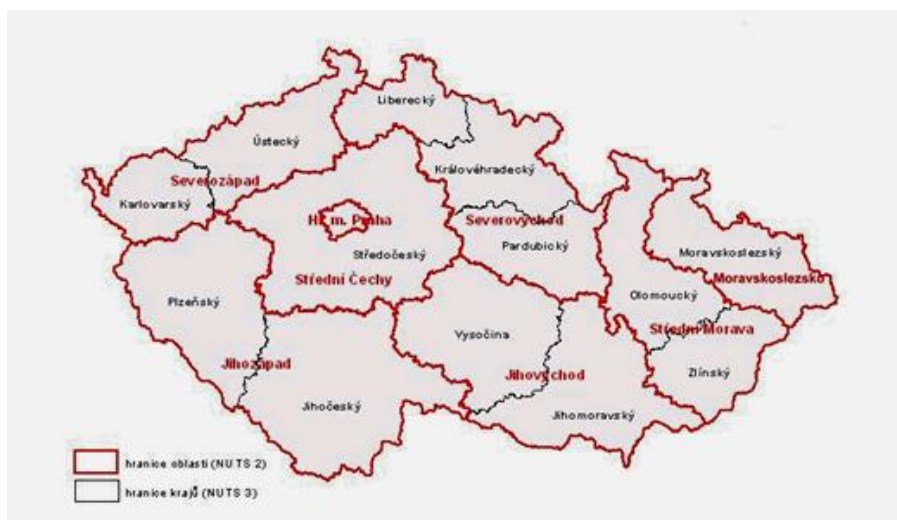 Liberecký
Ústecký
Královéhradecký
Severozápad
Karlovarský
Hl. m. Praha
Severovýchod
Pardubický
Středočeský
Moravskoslezský
Střední Čechy
Moravskoslezsko
Plzeňský
Olomoucký
Vysočina
Střední Morava
Jihozápad
Jihovýchod
Zlínský
Jihočeský
Jihomoravský
hranice oblastí (NUTS 2)
hranice krajů (NUTS 3)